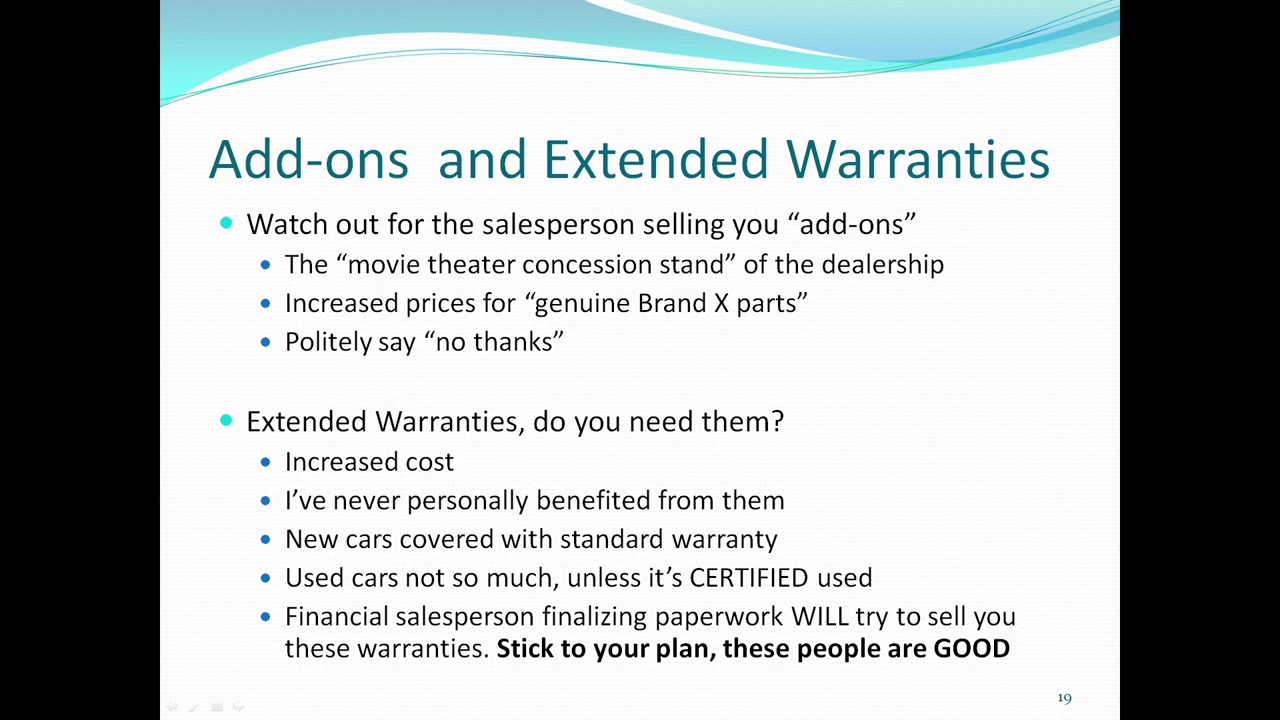 Add-ons  and Extended Warranties
Watch out for the salesperson selling you “add-ons”
The “movie theater concession stand” of the dealership
Increased prices for “genuine Brand X parts”
Politely say “no thanks”
Extended Warranties, do you need them?
Increased cost
I’ve never personally benefited from them
New cars covered with standard warranty
Used cars not so much, unless it’s CERTIFIED used
Financial salesperson finalizing paperwork WILL try to sell you
these warranties. Stick to your plan, these people are GOOD
19